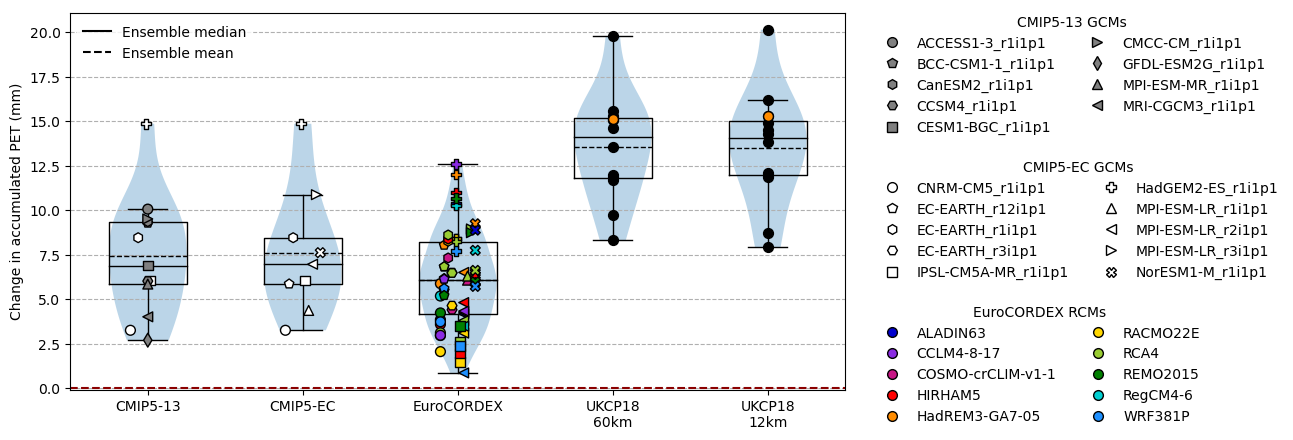 Change in accumulated PET (mm)
20.0
17.5
15.0
12.5
10.0
7.5
5.0
2.5
0.0
Ensemble median
Ensemble mean
CMIP5-13
CMIP5-EC
EuroCORDEX
UKCP18
60km
UKCP18
12km
CMIP5-13 GCMs
ACCESS1-3_r1i1p1
BCC-CSM1-1_r1i1p1
CanESM2_r1i1p1
CCSM4_r1i1p1
CESM1-BGC_r1i1p1
CMCC-CM_r1i1p1
GFDL-ESM2G_r1i1p1
MPI-ESM-MR_r1i1p1
MRI-CGCM3_r1i1p1
CMIP5-EC GCMs
CNRM-CM5_r1i1p1
EC-EARTH_r12i1p1
EC-EARTH_r1i1p1
EC-EARTH_r3i1p1
IPSL-CM5A-MR_r1i1p1
HadGEM2-ES_r1i1p1
MPI-ESM-LR_r1i1p1
MPI-ESM-LR_r2i1p1
MPI-ESM-LR_r3i1p1
NorESM1-M_r1i1p1
EuroCORDEX RCMs
ALADIN63
CCLM4-8-17
COSMO-crCLIM-v1-1
HIRHAM5
HadREM3-GA7-05
RACMO22E
RCA4
REMO2015
RegCM4-6
WRF381P